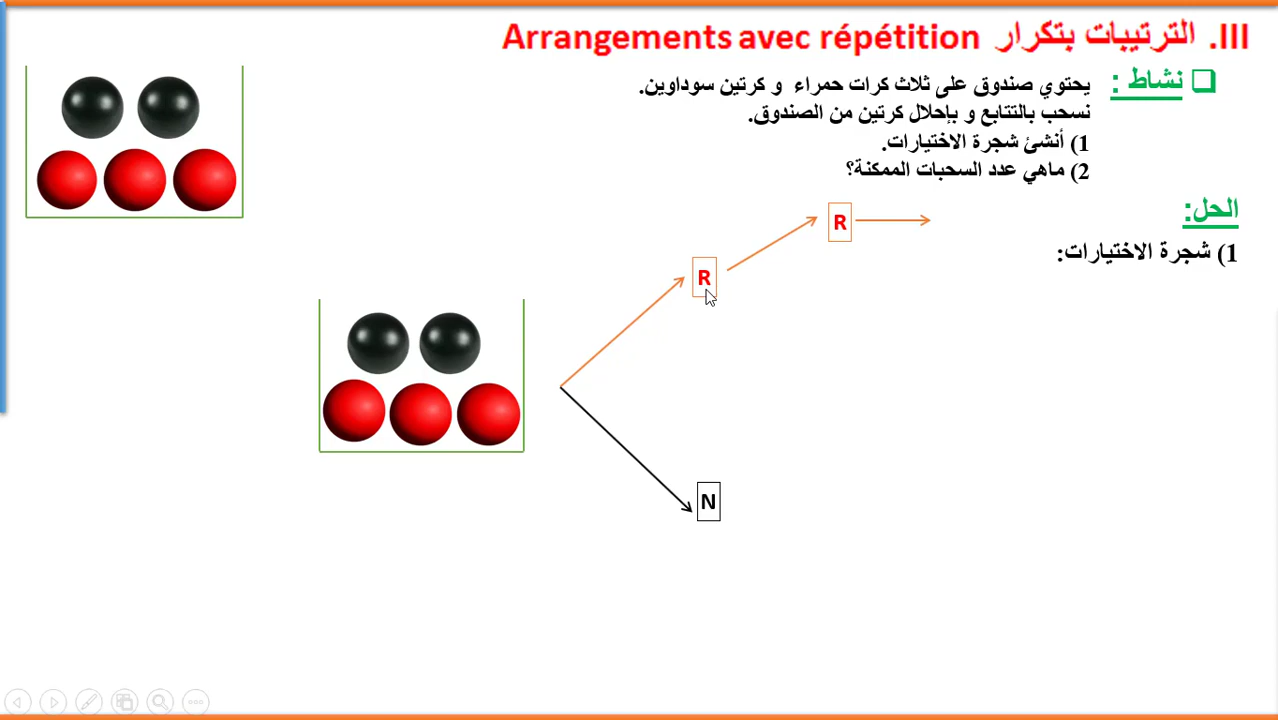 III. الترتيبات بتكرار Arrangements avec répétition
نشاط :
يحتوي صندوق على ثلاث كرات حمراء و كرتين سوداوين.
نسحب بالتتابع و بإحلال كرتين من الصندوق.
1) أنشئ شجرة الاختيارات.
2) ماهي عدد السحبات الممكنة؟
الحل:
1) شجرة الاختيارات:
R
R
N